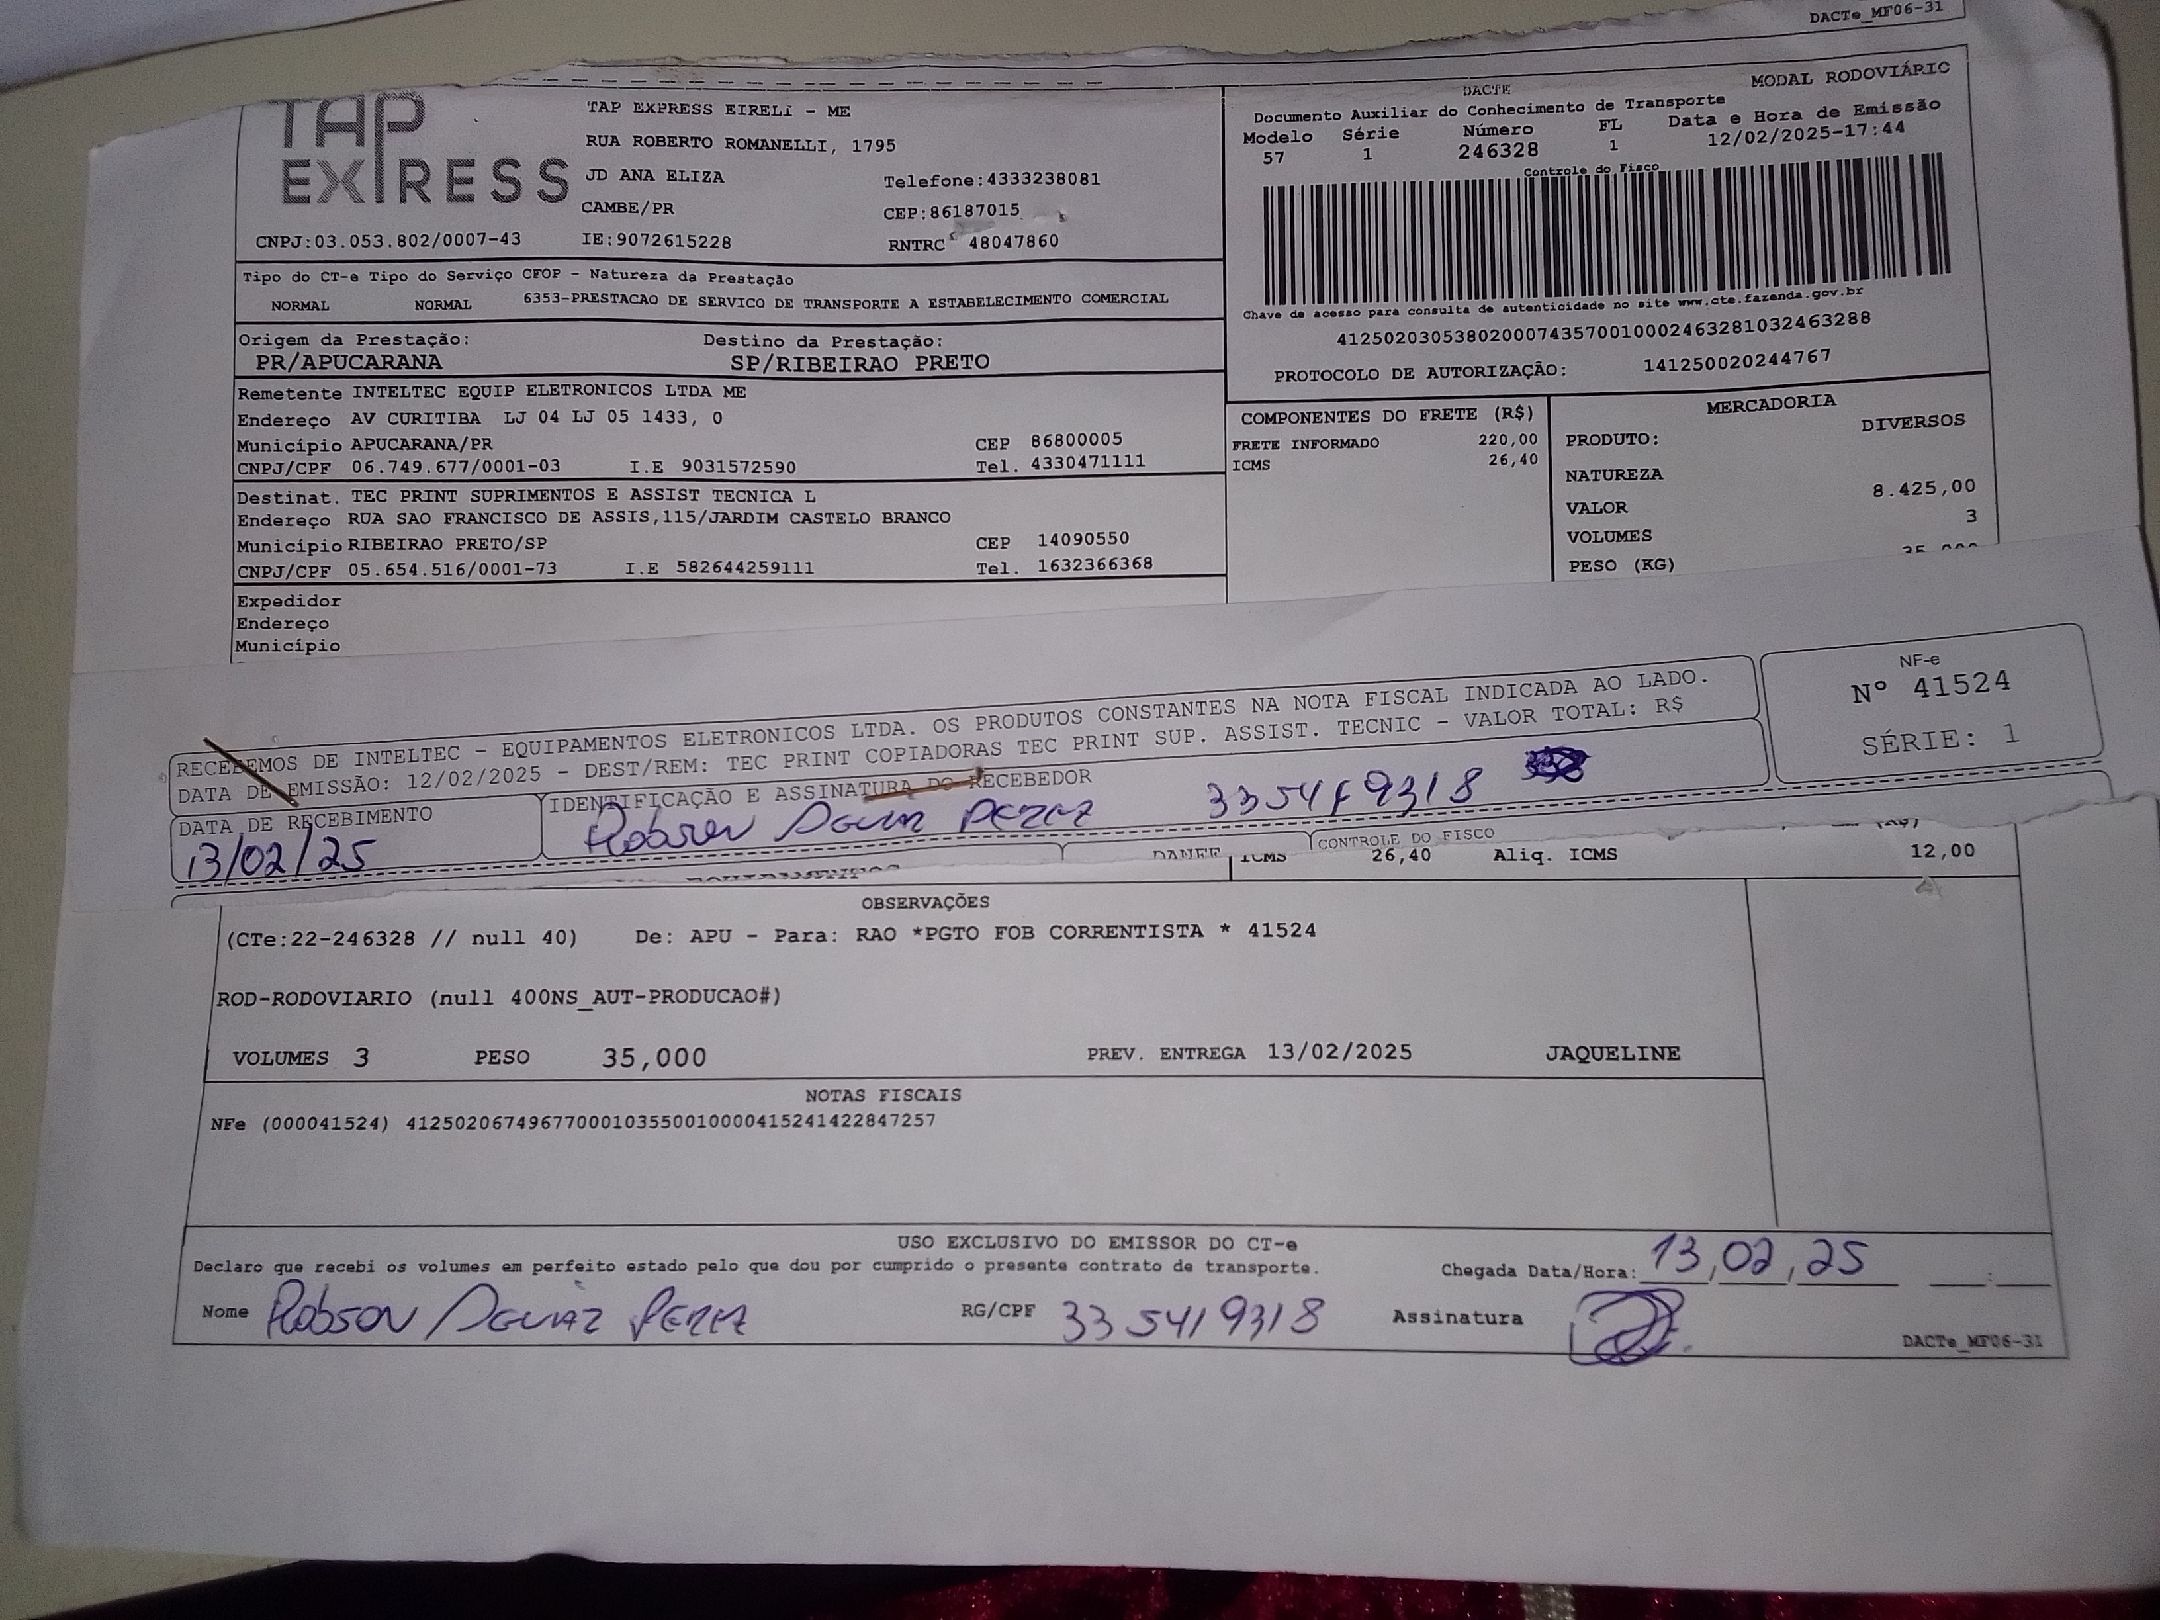 DACTe_MF06-31
TAP EXPRESS
TAP EXPRESS EIRELI - ME
RUA ROBERTO ROMANELLI, 1795
JD ANA ELIZA Telefone:4333238081
CAMBE/PR CEP:86187015
CNPJ:03.053.802/0007-43 IE:9072615228 RNTRC 48047860
DACTE MODAL RODOVIÁRIO
Documento Auxiliar do Conhecimento de Transporte
Modelo Série Número FL Data e Hora de Emissão
57 1 246328 1 12/02/2025-17:44
Controle do Fisco
Chave de acesso para consulta de autenticidade no site www.cte.fazenda.gov.br
41250203053802000743570010002463281032463288
PROTOCOLO DE AUTORIZAÇÃO: 141250020244767
Tipo do CT-e Tipo do Serviço CFOP - Natureza da Prestação
NORMAL NORMAL 6353-PRESTACAO DE SERVICO DE TRANSPORTE A ESTABELECIMENTO COMERCIAL
Origem da Prestação: Destino da Prestação:
PR/APUCARANA SP/RIBEIRAO PRETO
Remetente INTELTEC EQUIP ELETRONICOS LTDA ME
Endereço AV CURITIBA LJ 04 LJ 05 1433, 0
Município APUCARANA/PR CEP 86800005
CNPJ/CPF 06.749.677/0001-03 I.E 9031572590 Tel. 4330471111
Destinat. TEC PRINT SUPRIMENTOS E ASSIST TECNICA L
Endereço RUA SAO FRANCISCO DE ASSIS,115/JARDIM CASTELO BRANCO
Município RIBEIRAO PRETO/SP CEP 14090550
CNPJ/CPF 05.654.516/0001-73 I.E 582644259111 Tel. 1632366368
Expedidor
Endereço
Município
COMPONENTES DO FRETE (R$)
FRETE INFORMADO 220,00
ICMS 26,40
MERCADORIA
PRODUTO: DIVERSOS
NATUREZA
VALOR 8.425,00
VOLUMES 3
PESO (KG)
RECEBEMOS DE INTELTEC - EQUIPAMENTOS ELETRONICOS LTDA. OS PRODUTOS CONSTANTES NA NOTA FISCAL INDICADA AO LADO.
DATA DE EMISSÃO: 12/02/2025 - DEST/REM: TEC PRINT COPIADORAS TEC PRINT SUP. ASSIST. TECNIC - VALOR TOTAL: R$
NF-e
Nº 41524
SÉRIE: 1
DATA DE RECEBIMENTO IDENTIFICAÇÃO E ASSINATURA DO RECEBEDOR
13/02/25 Robson Perez 335419318
DANFE CONTROLE DO FISCO
ICMS 26,40 Aliq. ICMS 12,00
OBSERVAÇÕES
(CTe:22-246328 // null 40) De: APU - Para: RAO *PGTO FOB CORRENTISTA * 41524
ROD-RODOVIARIO (null 400NS_AUT-PRODUCAO#)
VOLUMES 3 PESO 35,000 PREV. ENTREGA 13/02/2025 JAQUELINE
NOTAS FISCAIS
NFe (000041524) 41250206749677000103550010000415241422847257
USO EXCLUSIVO DO EMISSOR DO CT-e
Declaro que recebi os volumes em perfeito estado pelo que dou por cumprido o presente contrato de transporte. Chegada Data/Hora: 13,02,25
Nome Robson Perez RG/CPF 335419318 Assinatura
DACTe_MF06-31